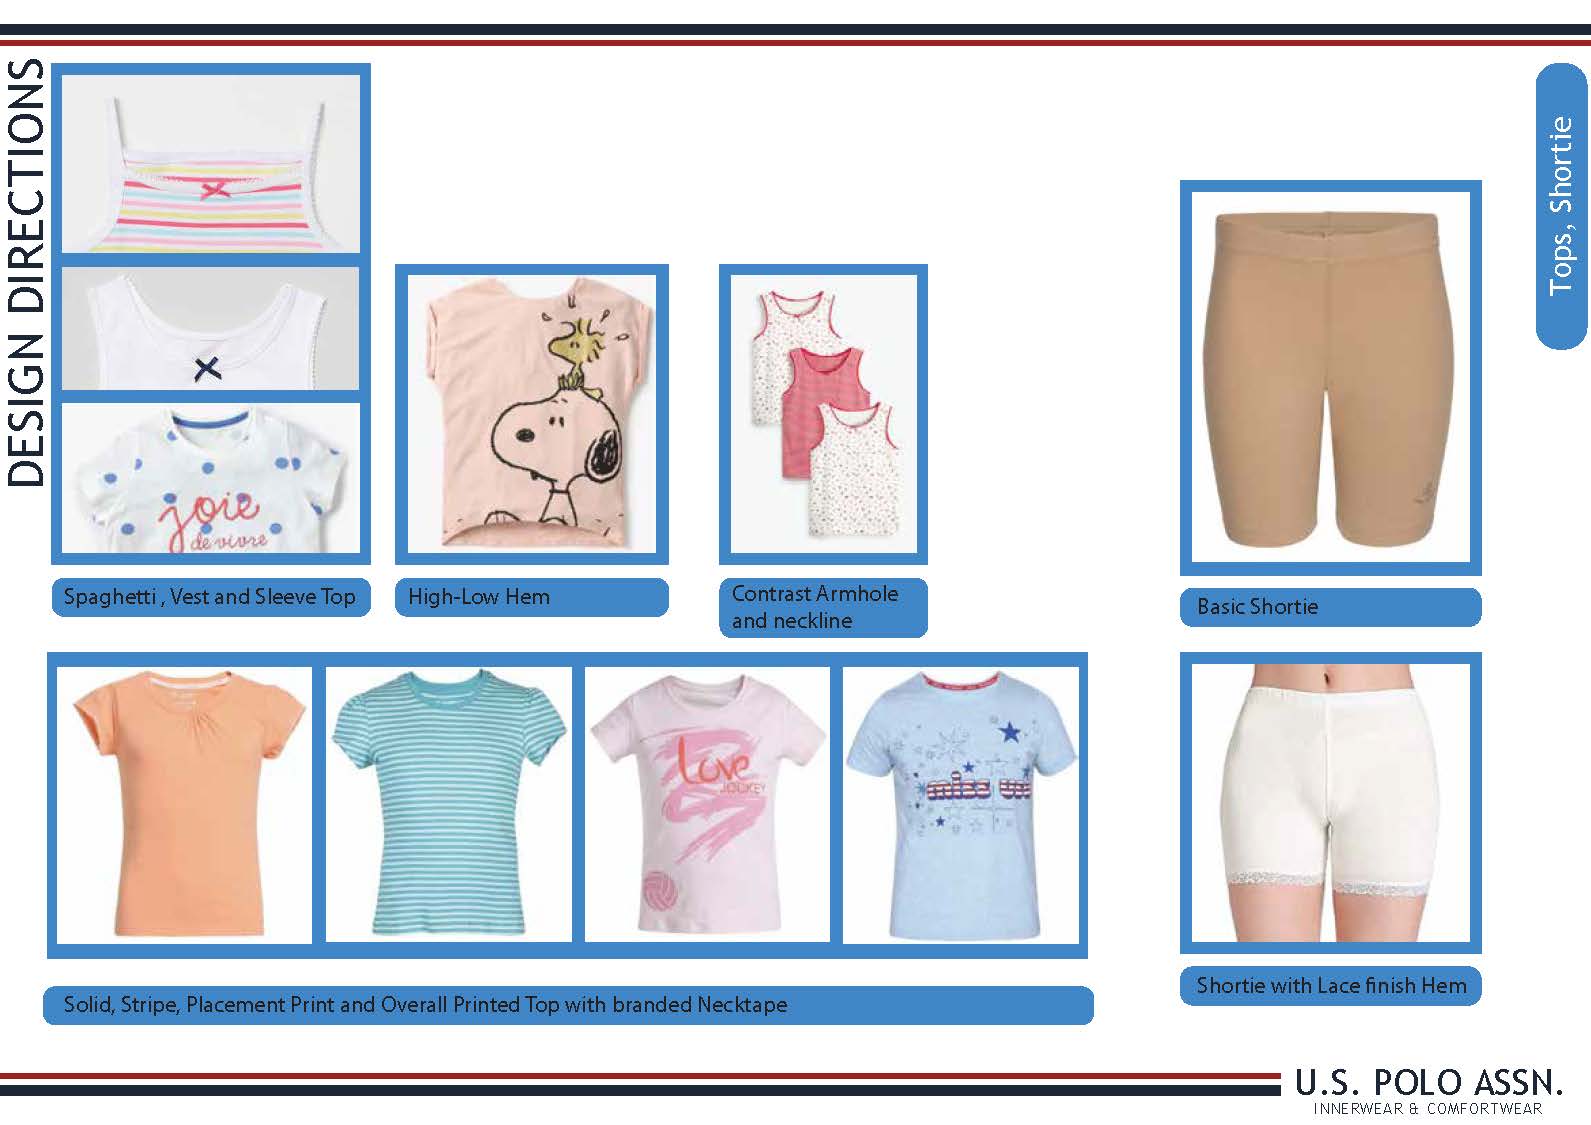 DESIGN DIRECTIONS
Tops, Shortie
joie
de vivre
Spaghetti , Vest and Sleeve Top
High-Low Hem
Contrast Armhole
and neckline
Basic Shortie
Love
JOCKEY
miss
Solid, Stripe, Placement Print and Overall Printed Top with branded Necktape
Shortie with Lace finish Hem
U.S. POLO ASSN.
INNERWEAR & COMFORTWEAR